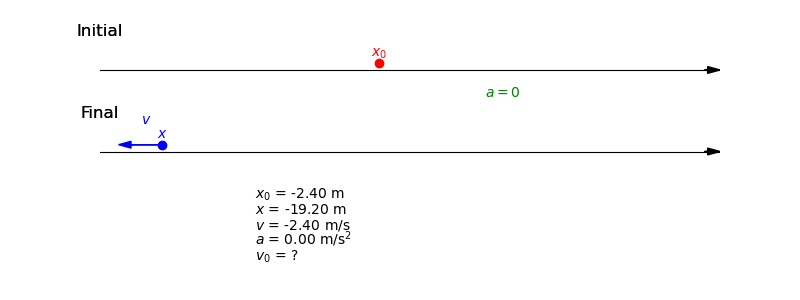 Initial
x₀
a = 0
Final
v
x
x₀ = -2.40 m
x = -19.20 m
v = -2.40 m/s
a = 0.00 m/s²
v₀ = ?